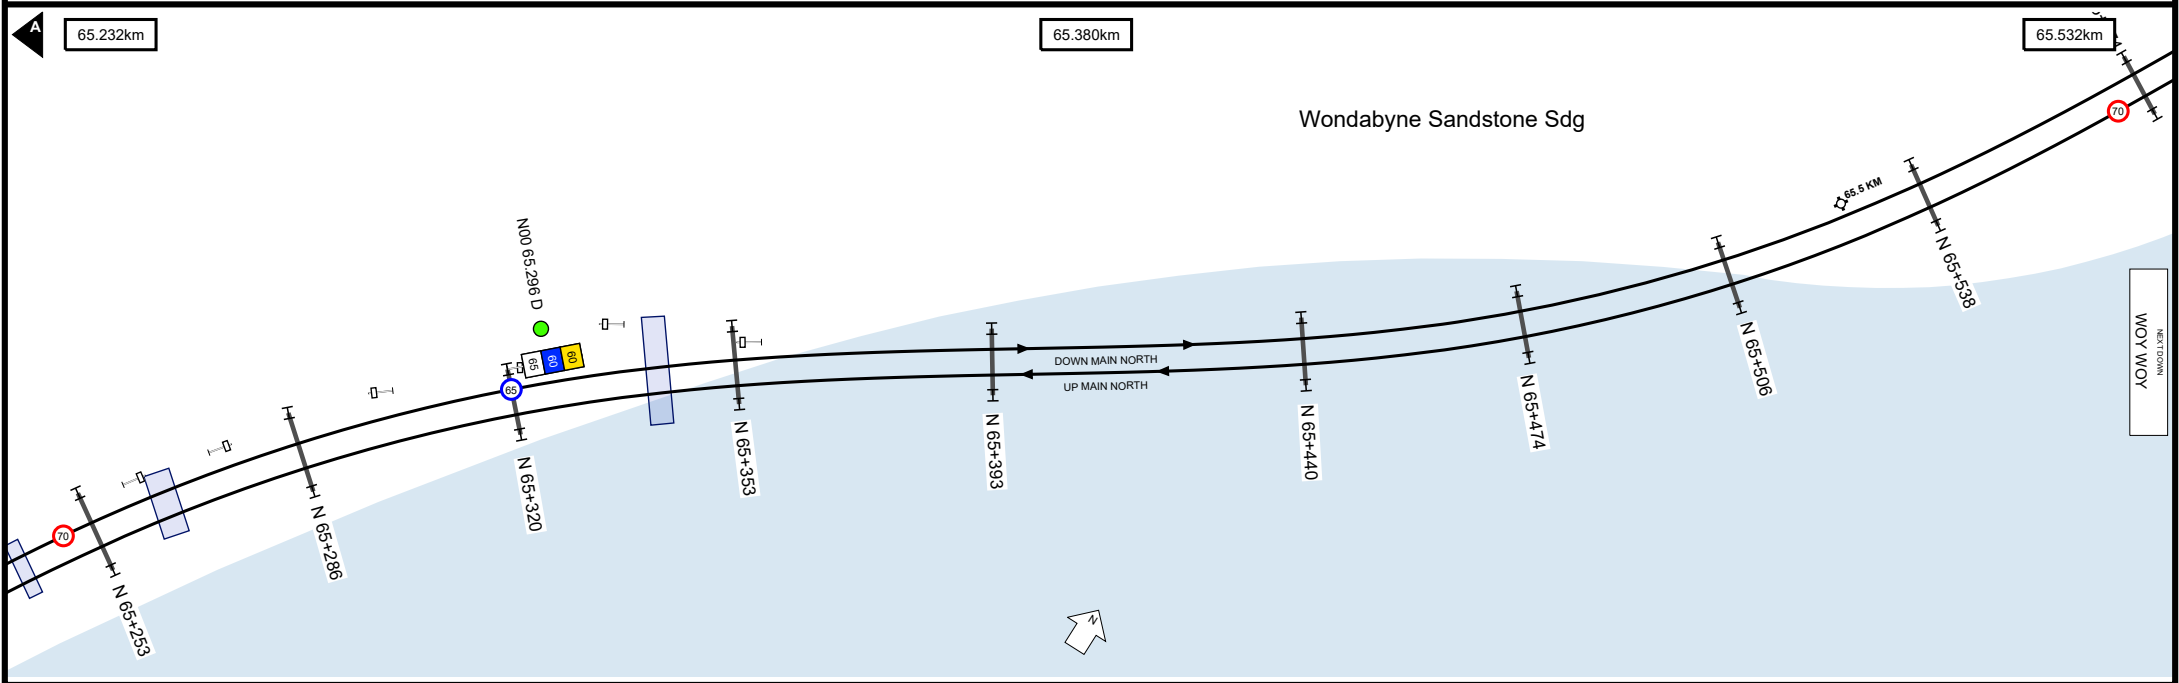 A
65.232km
65.380km
65.532km
Wondabyne Sandstone Sdg
70
65.5 KM
N00 65.296 D
65 60 60
65
70
DOWN MAIN NORTH
UP MAIN NORTH
N 65+253
N 65+286
N 65+320
N 65+353
N 65+393
N 65+440
N 65+474
N 65+506
N 65+538
NEXT DOWN
WOY WOY
N